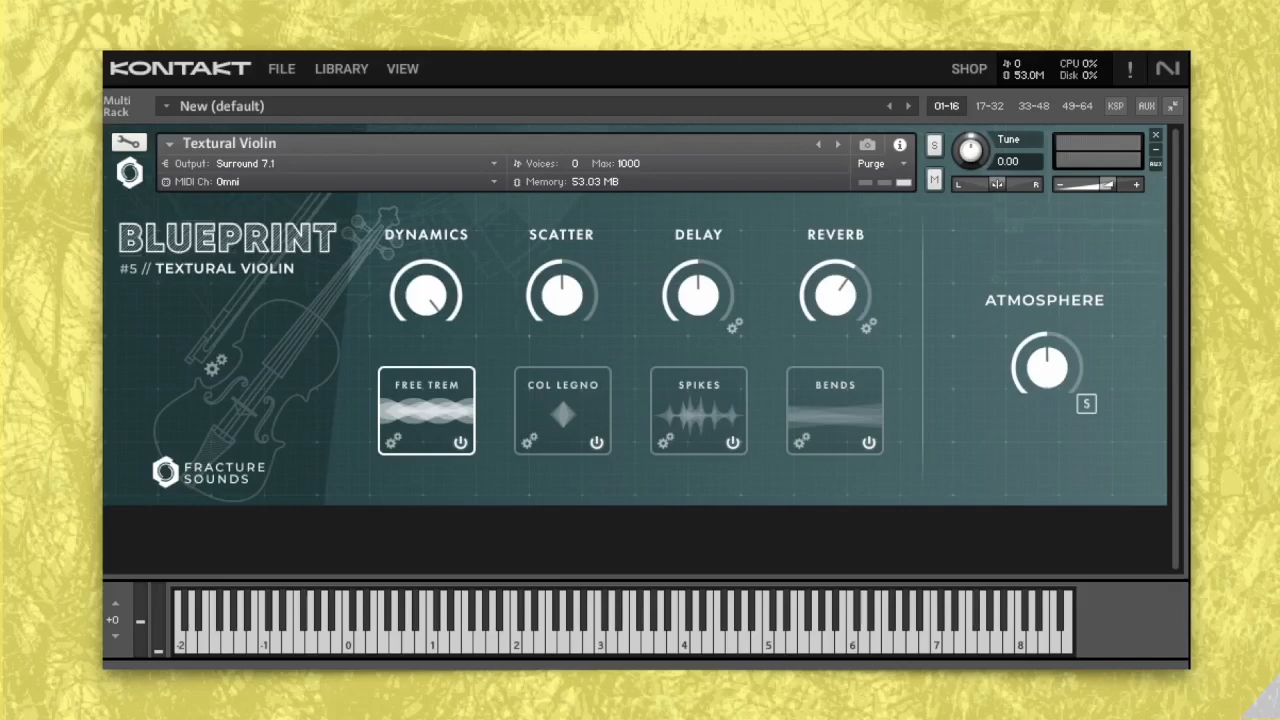 KONTAKT FILE LIBRARY VIEW SHOP 0 CPU 0%
53.0M Disk 0%
Multi
Rack
New (default) 01-16 17-32 33-48 49-64 KSP AUX
Textural Violin S Tune
Output: Surround 7.1 Voices: 0 Max: 1000 Purge 0.00 AUX
MIDI Ch: Omni Memory: 53.03 MB M L R - +
BLUEPRINT
#5 // TEXTURAL VIOLIN
DYNAMICS SCATTER DELAY REVERB
ATMOSPHERE
S
FREE TREM COL LEGNO SPIKES BENDS
FRACTURE
SOUNDS
+0
-2 -1 0 1 2 3 4 5 6 7 8